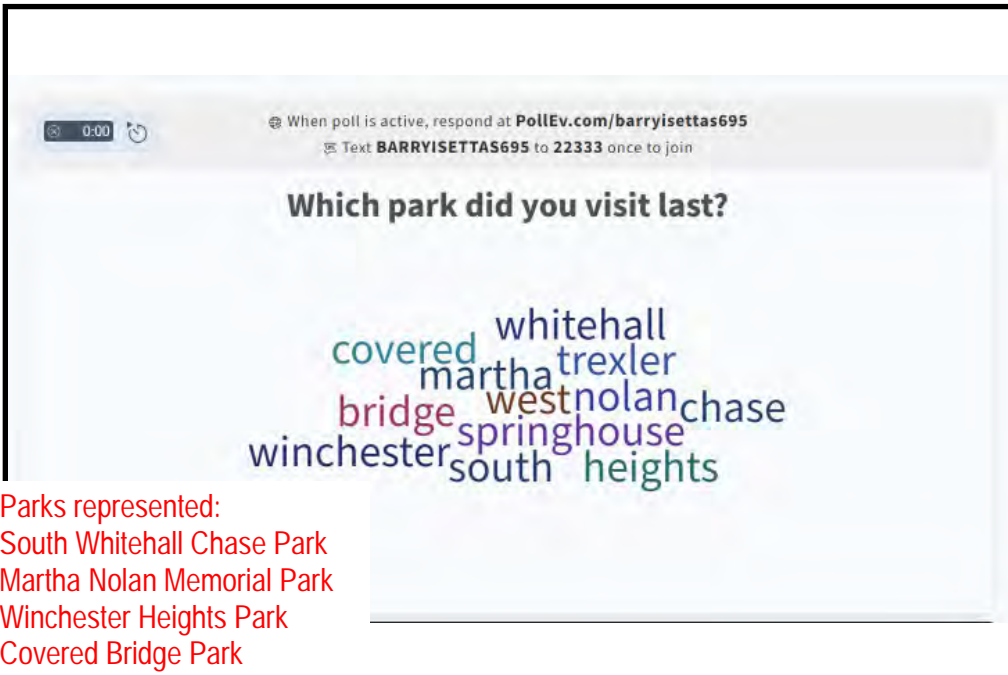 0:00
When poll is active, respond at PollEv.com/barryisettas695
Text BARRYISETTAS695 to 22333 once to join
Which park did you visit last?
whitehall
covered trexler
martha
west nolan chase
bridge springhouse
winchester south heights
Parks represented:
South Whitehall Chase Park
Martha Nolan Memorial Park
Winchester Heights Park
Covered Bridge Park